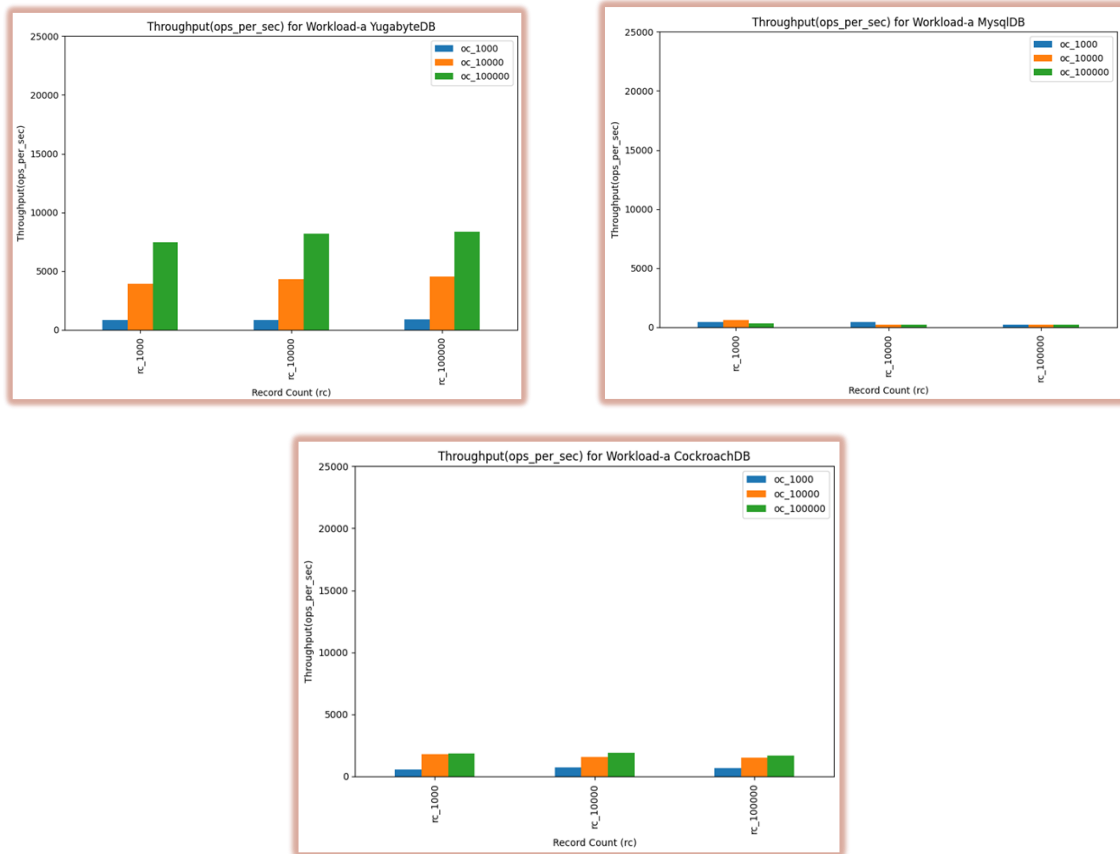 Throughput(ops_per_sec) for Workload-a YugabyteDB
25000
20000
15000
10000
5000
0
Throughput(ops_per_sec)
oc_1000
oc_10000
oc_100000
rc_1000
rc_10000
rc_100000
Record Count (rc)
Throughput(ops_per_sec) for Workload-a MysqlDB
25000
20000
15000
10000
5000
0
Throughput(ops_per_sec)
oc_1000
oc_10000
oc_100000
rc_1000
rc_10000
rc_100000
Record Count (rc)
Throughput(ops_per_sec) for Workload-a CockroachDB
25000
20000
15000
10000
5000
0
Throughput(ops_per_sec)
oc_1000
oc_10000
oc_100000
rc_1000
rc_10000
rc_100000
Record Count (rc)